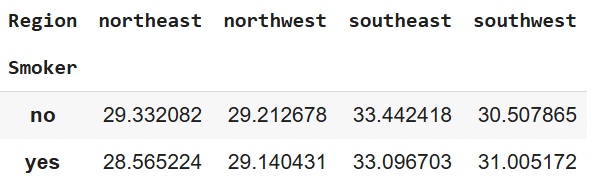 Region northeast northwest southeast southwest
Smoker
no 29.332082 29.212678 33.442418 30.507865
yes 28.565224 29.140431 33.096703 31.005172